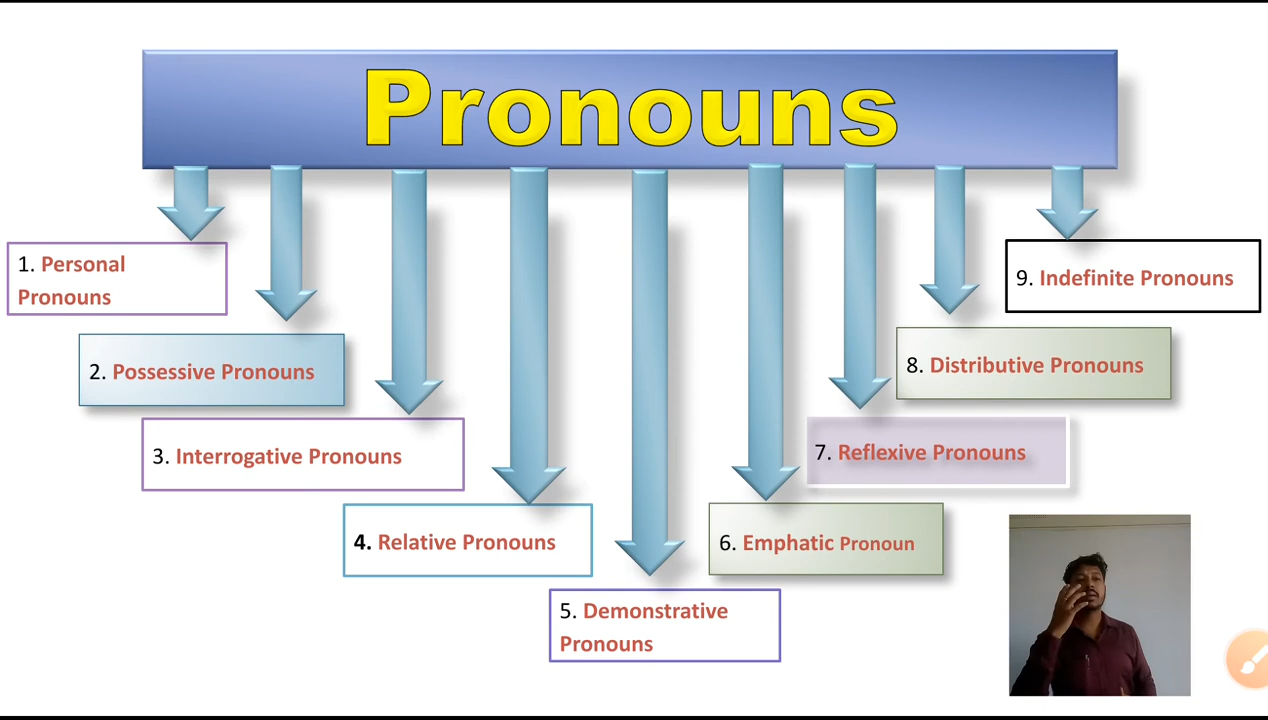 Pronouns
1. Personal
Pronouns
2. Possessive Pronouns
3. Interrogative Pronouns
4. Relative Pronouns
5. Demonstrative
Pronouns
6. Emphatic Pronoun
7. Reflexive Pronouns
8. Distributive Pronouns
9. Indefinite Pronouns